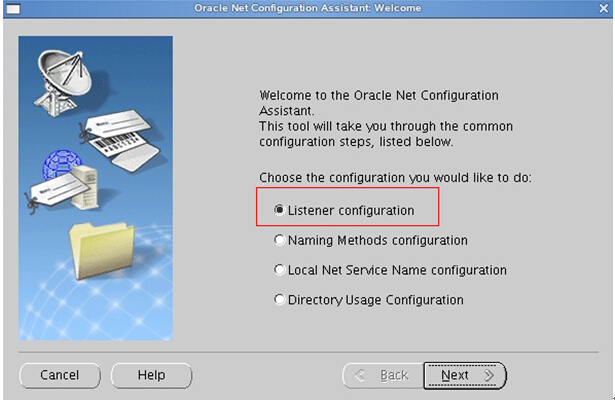 Oracle Net Configuration Assistant: Welcome
Welcome to the Oracle Net Configuration
Assistant.
This tool will take you through the common
configuration steps, listed below.
Choose the configuration you would like to do:
Listener configuration
Naming Methods configuration
Local Net Service Name configuration
Directory Usage Configuration
Cancel
Help
Back
Next